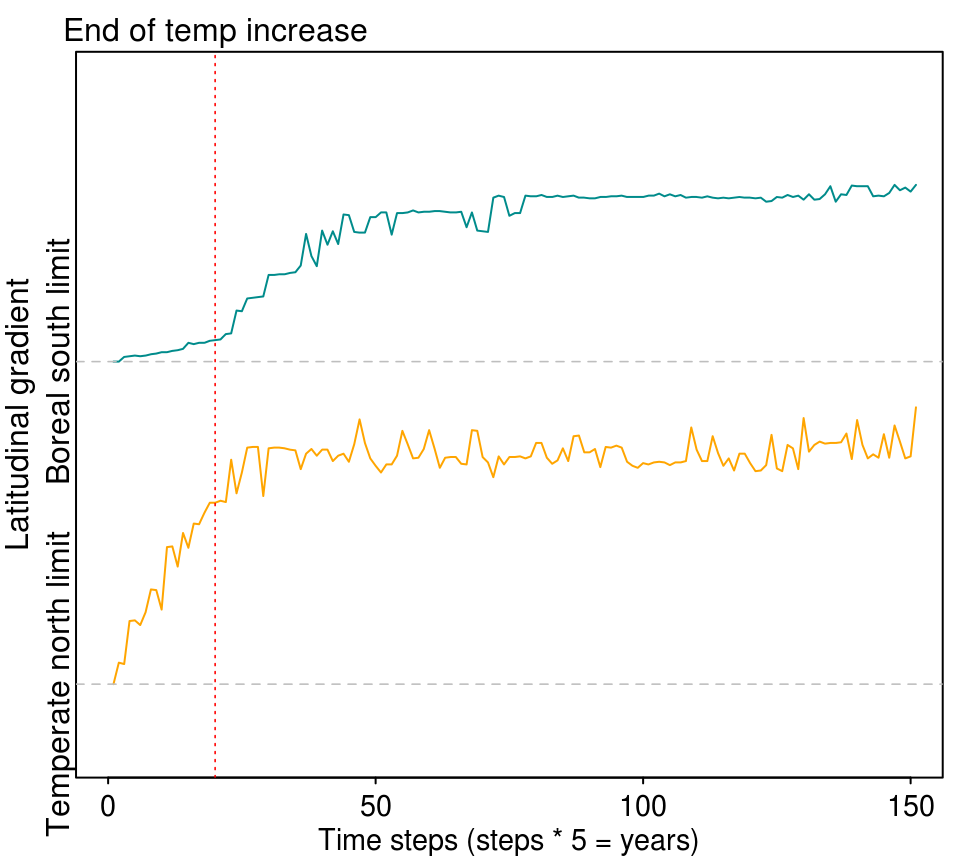 End of temp increase
Latitudinal gradient
Boreal south limit
Temperate north limit
0 50 100 150
Time steps (steps * 5 = years)